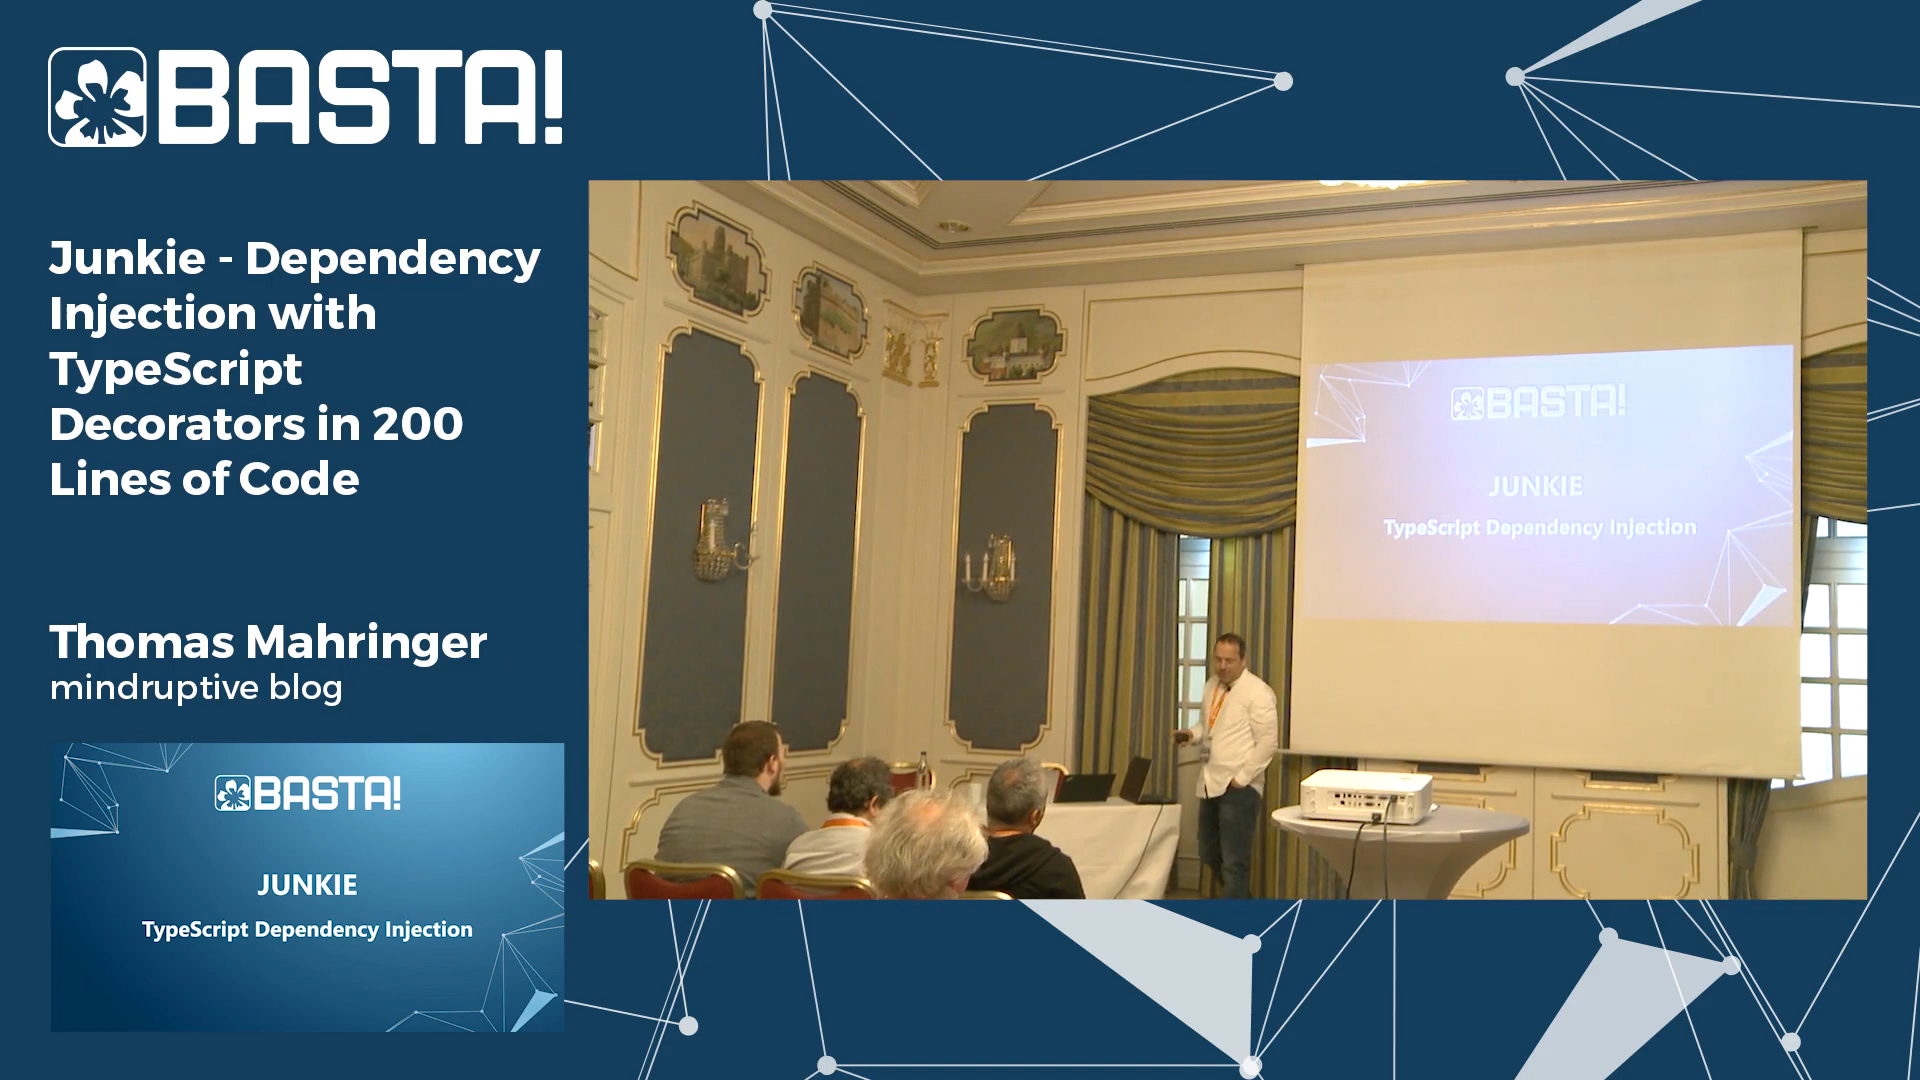 BASTA!
Junkie - Dependency
Injection with
TypeScript
Decorators in 200
Lines of Code
Thomas Mahringer
mindruptive blog
BASTA!
JUNKIE
TypeScript Dependency Injection
BASTA!
JUNKIE
TypeScript Dependency Injection